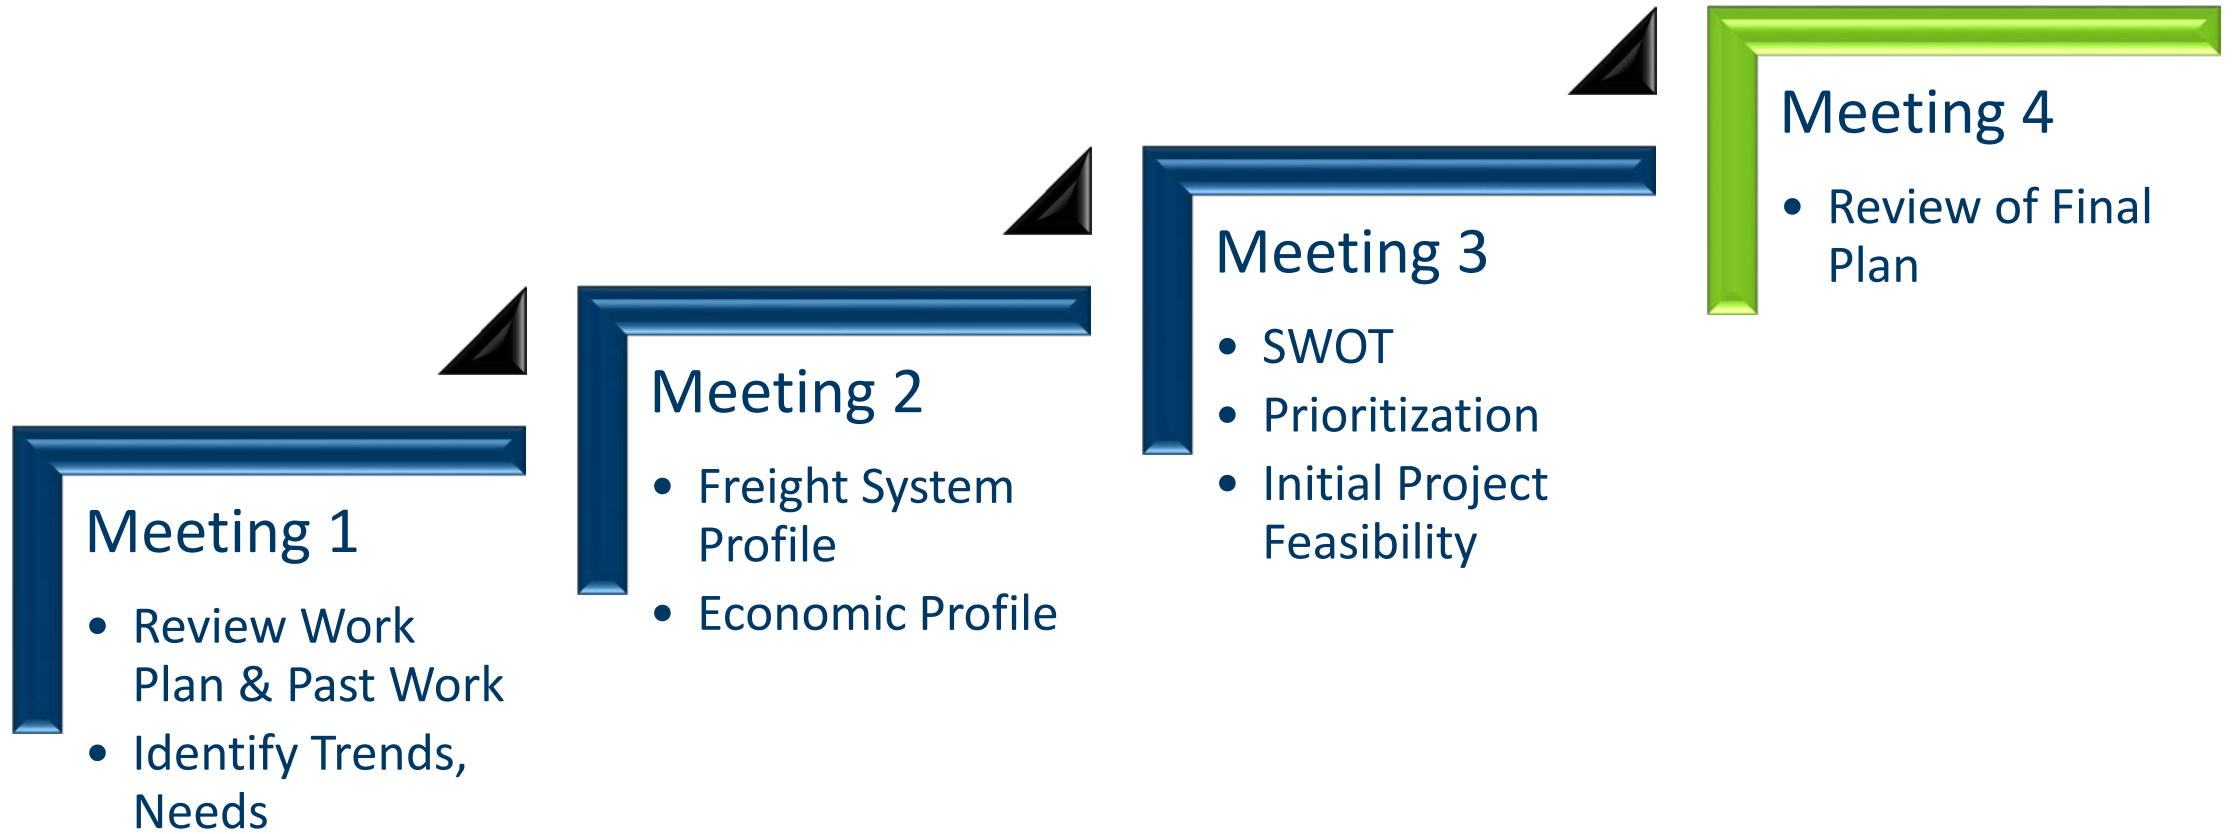 Meeting 1
• Review Work
Plan & Past Work
• Identify Trends,
Needs
Meeting 2
• Freight System
Profile
• Economic Profile
Meeting 3
• SWOT
• Prioritization
• Initial Project
Feasibility
Meeting 4
• Review of Final
Plan